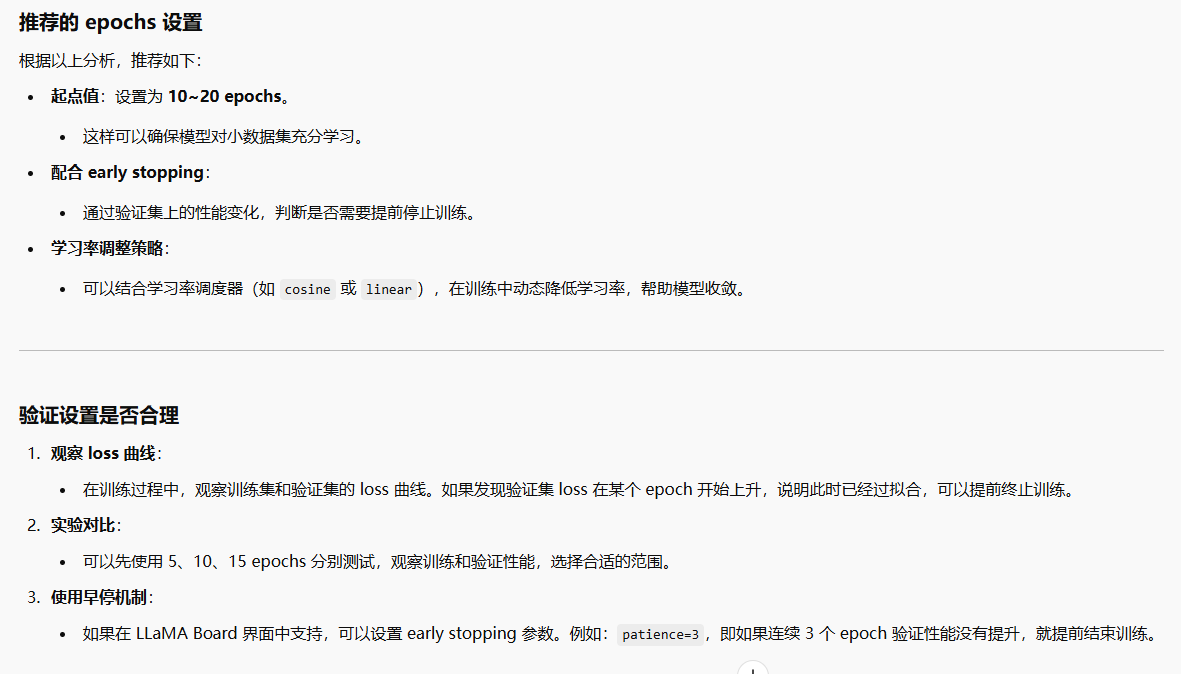 推荐的 epochs 设置
根据以上分析，推荐如下：
• 起点值：设置为 10~20 epochs。
• 这样可以确保模型对小数据集充分学习。
• 配合 early stopping：
• 通过验证集上的性能变化，判断是否需要提前停止训练。
• 学习率调整策略：
• 可以结合学习率调度器（如 cosine 或 linear），在训练中动态降低学习率，帮助模型收敛。
验证设置是否合理
1. 观察 loss 曲线：
• 在训练过程中，观察训练集和验证集的 loss 曲线。如果发现验证集 loss 在某个 epoch 开始上升，说明此时已经过拟合，可以提前终止训练。
2. 实验对比：
• 可以先使用 5、10、15 epochs 分别测试，观察训练和验证性能，选择合适的范围。
3. 使用早停机制：
• 如果在 LLaMA Board 界面中支持，可以设置 early stopping 参数。例如：patience=3，即如果连续 3 个 epoch 验证性能没有提升，就提前结束训练。